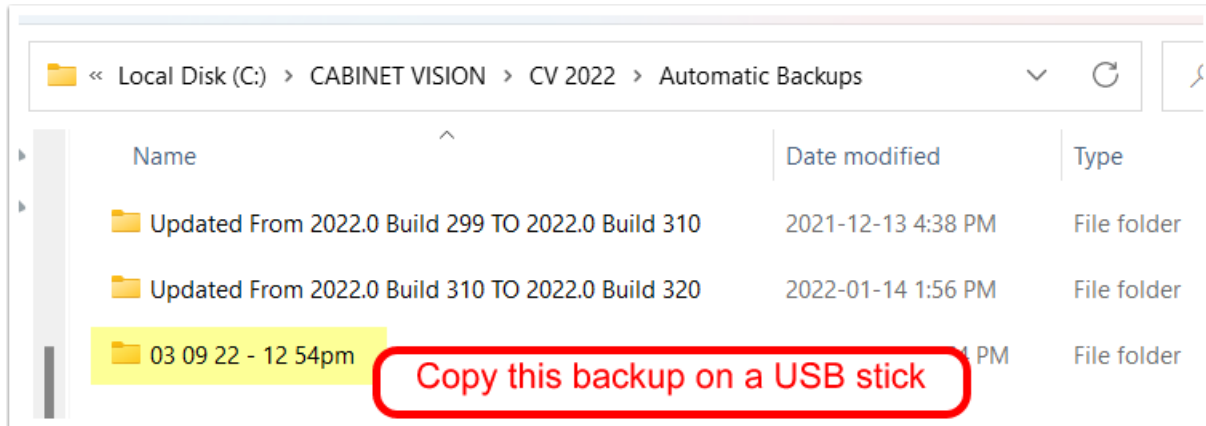 « Local Disk (C:) > CABINET VISION > CV 2022 > Automatic Backups
Name Date modified Type
Updated From 2022.0 Build 299 TO 2022.0 Build 310 2021-12-13 4:38 PM File folder
Updated From 2022.0 Build 310 TO 2022.0 Build 320 2022-01-14 1:56 PM File folder
03 09 22 - 12 54pm PM File folder
Copy this backup on a USB stick